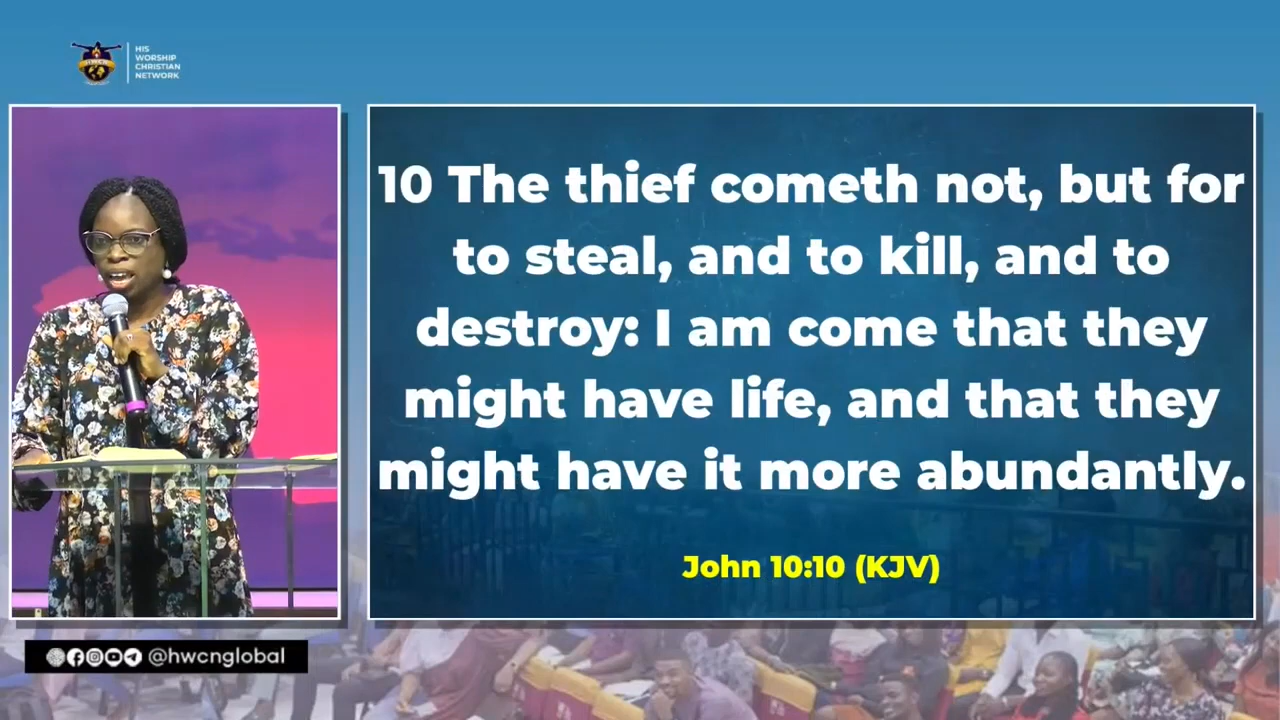 HIS
WORSHIP
CHRISTIAN
NETWORK
10 The thief cometh not, but for
to steal, and to kill, and to
destroy: I am come that they
might have life, and that they
might have it more abundantly.
John 10:10 (KJV)
@hwcnglobal